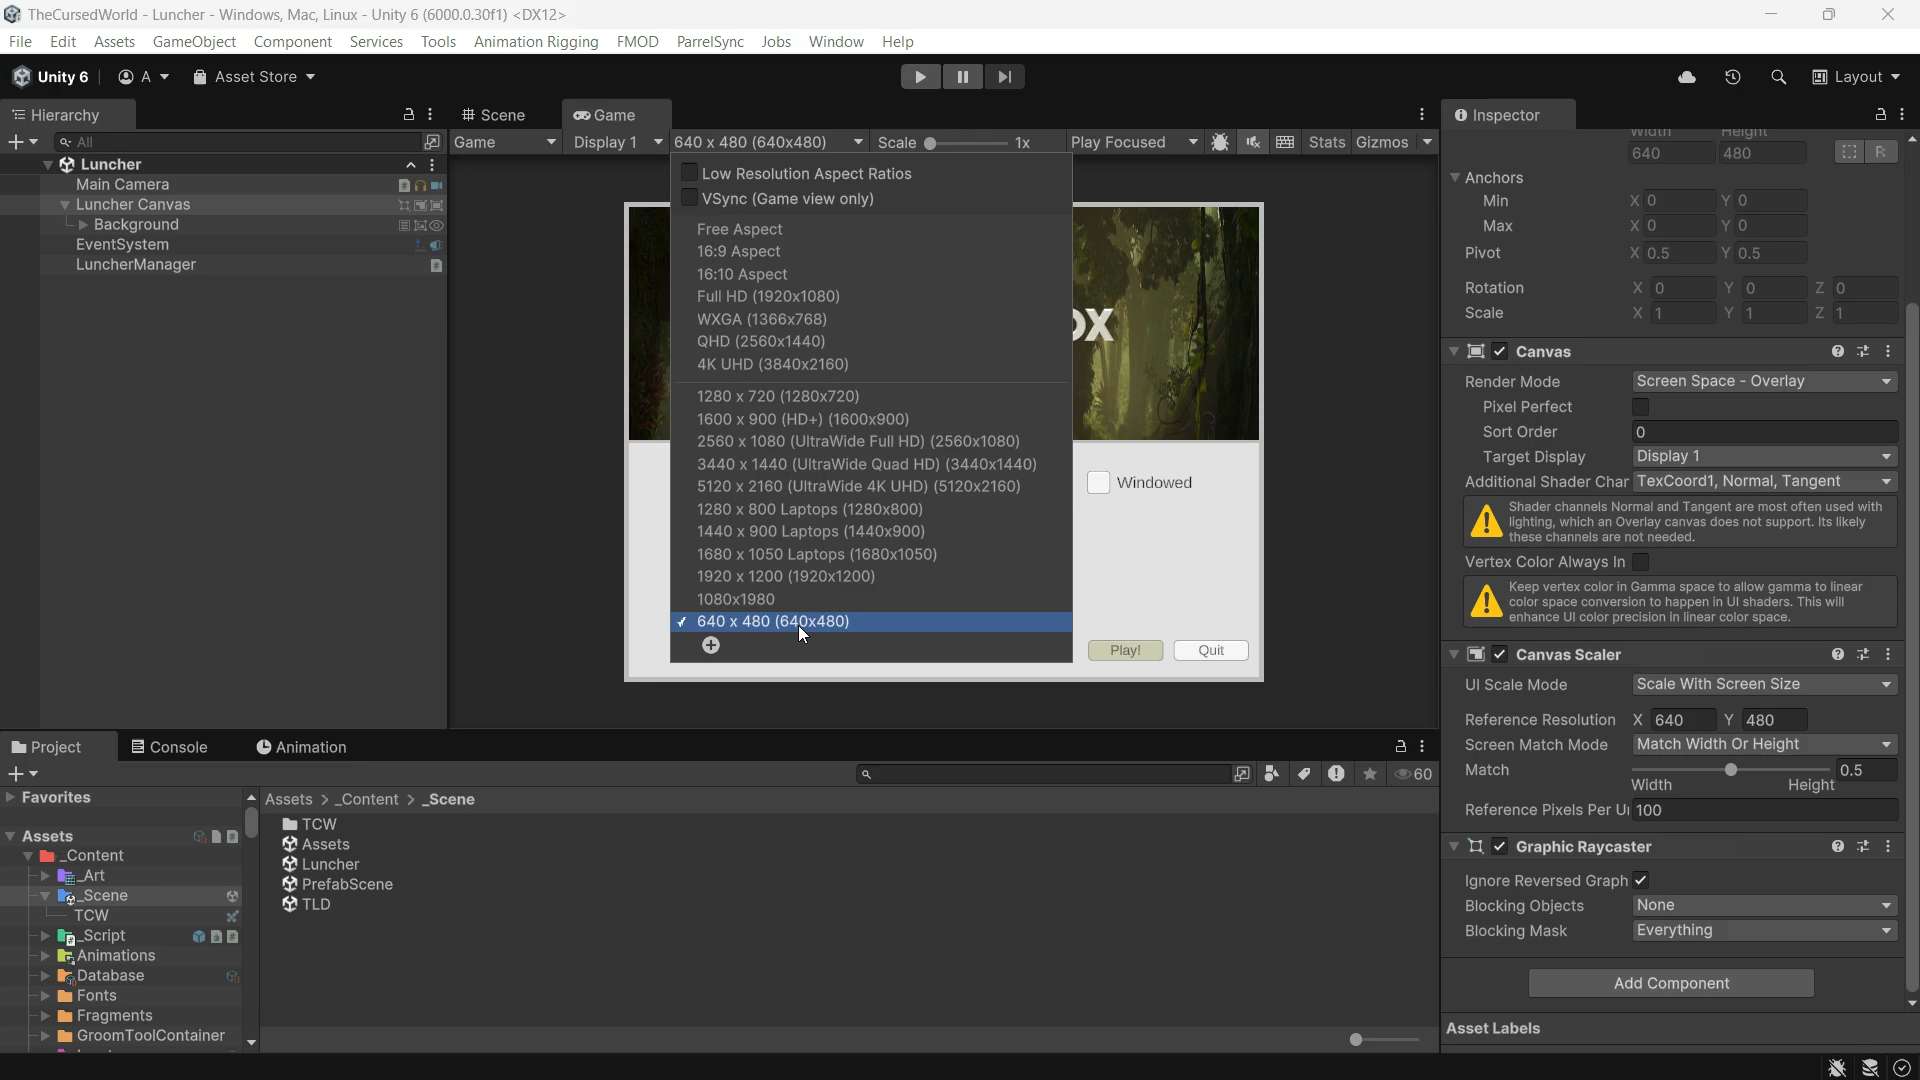 TheCursedWorld - Luncher - Windows, Mac, Linux - Unity 6 (6000.0.30f1) <DX12>
File Edit Assets GameObject Component Services Tools Animation Rigging FMOD ParrelSync Jobs Window Help
Unity 6 A Asset Store Layout
Hierarchy
All
Luncher
Main Camera
Luncher Canvas
Background
EventSystem
LuncherManager
Scene Game
Game Display 1 640 x 480 (640x480) Scale 1x Play Focused Stats Gizmos
Low Resolution Aspect Ratios
VSync (Game view only)
Free Aspect
16:9 Aspect
16:10 Aspect
Full HD (1920x1080)
WXGA (1366x768)
QHD (2560x1440)
4K UHD (3840x2160)
1280 x 720 (1280x720)
1600 x 900 (HD+) (1600x900)
2560 x 1080 (UltraWide Full HD) (2560x1080)
3440 x 1440 (UltraWide Quad HD) (3440x1440)
5120 x 2160 (UltraWide 4K UHD) (5120x2160)
1280 x 800 Laptops (1280x800)
1440 x 900 Laptops (1440x900)
1680 x 1050 Laptops (1680x1050)
1920 x 1200 (1920x1200)
1080x1980
640 x 480 (640x480)
Windowed
Play! Quit
Inspector
Width Height
640 480 R
Anchors
Min X 0 Y 0
Max X 0 Y 0
Pivot X 0.5 Y 0.5
Rotation X 0 Y 0 Z 0
Scale X 1 Y 1 Z 1
Canvas
Render Mode Screen Space - Overlay
Pixel Perfect
Sort Order 0
Target Display Display 1
Additional Shader Char TexCoord1, Normal, Tangent
Shader channels Normal and Tangent are most often used with
lighting, which an Overlay canvas does not support. Its likely
these channels are not needed.
Vertex Color Always In
Keep vertex color in Gamma space to allow gamma to linear
color space conversion to happen in UI shaders. This will
enhance UI color precision in linear color space.
Canvas Scaler
UI Scale Mode Scale With Screen Size
Reference Resolution X 640 Y 480
Screen Match Mode Match Width Or Height
Match 0.5
Width Height
Reference Pixels Per U 100
Graphic Raycaster
Ignore Reversed Graph
Blocking Objects None
Blocking Mask Everything
Add Component
Asset Labels
Project Console Animation
60
Favorites
Assets
_Content
_Art
_Scene
TCW
_Script
Animations
Database
Fonts
Fragments
GroomToolContainer
Assets > _Content > _Scene
TCW
Assets
Luncher
PrefabScene
TLD